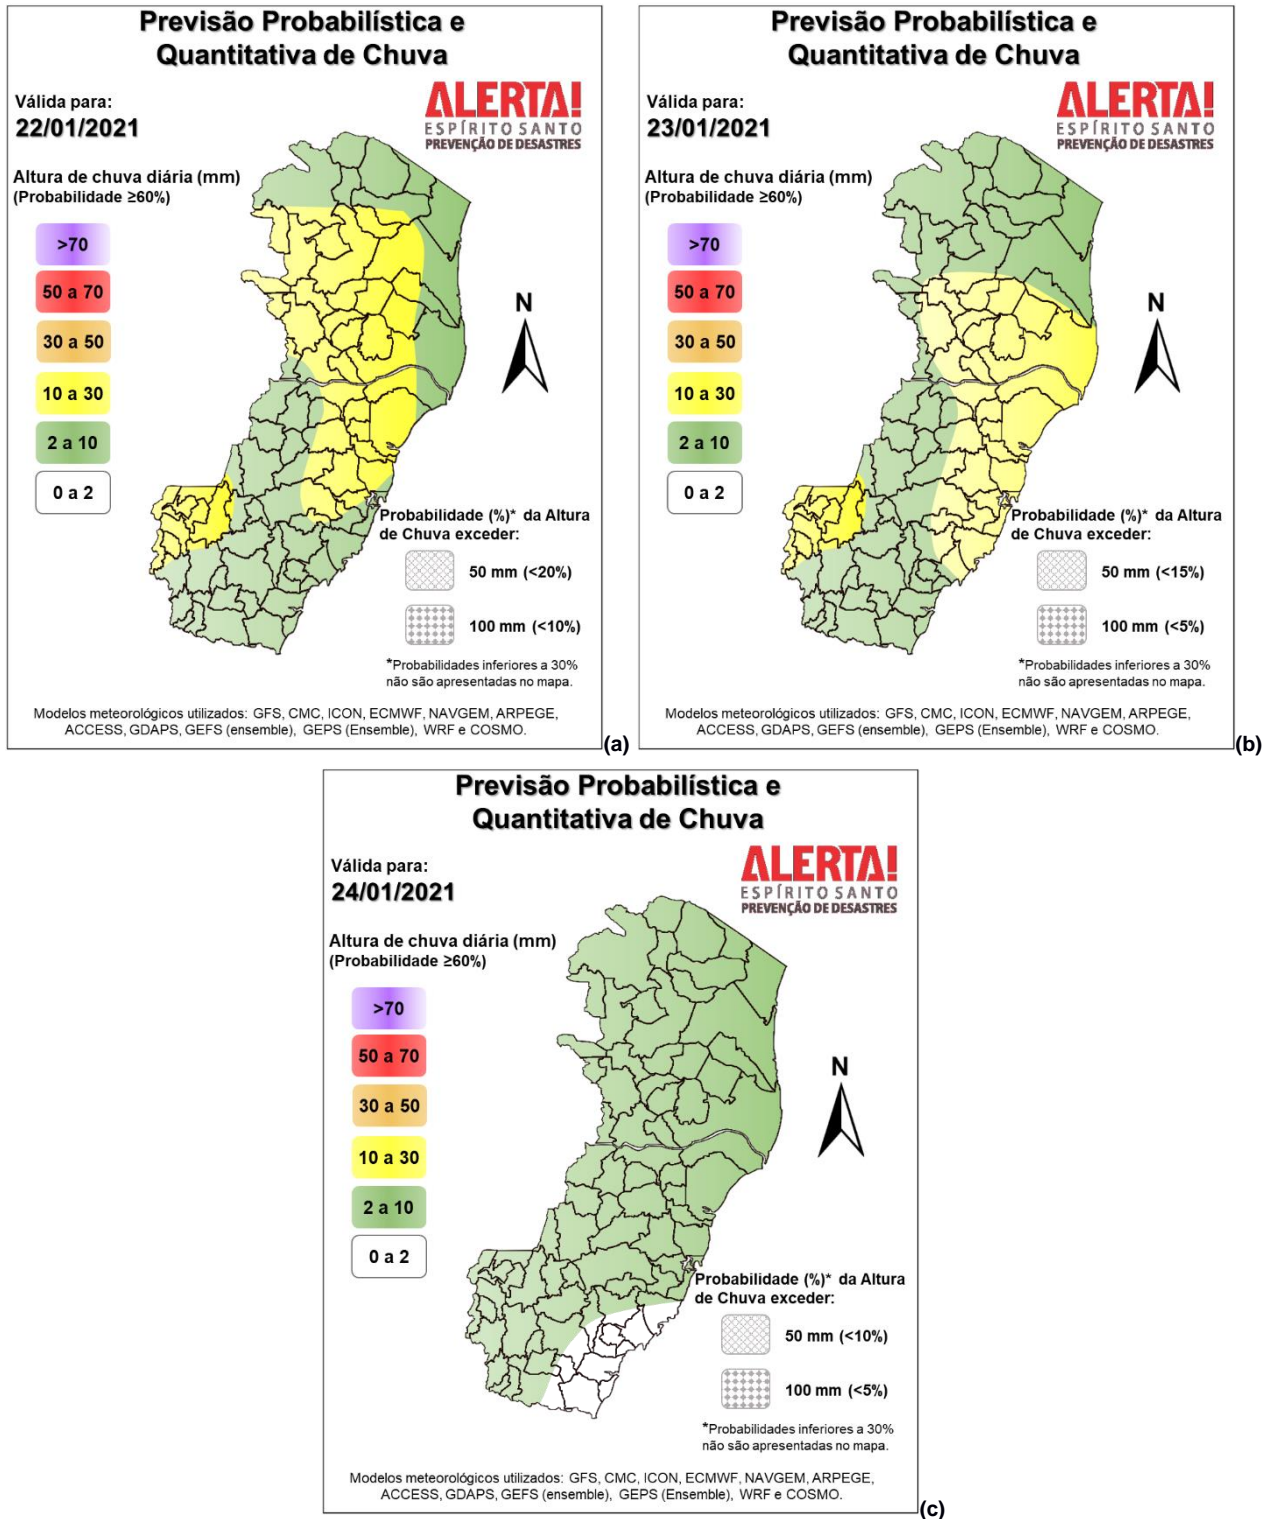 Previsão Probabilística e
Quantitativa de Chuva
Válida para:
22/01/2021
ALERTA!
ESPÍRITO SANTO
PREVENÇÃO DE DESASTRES
Altura de chuva diária (mm)
(Probabilidade ≥60%)
>70
50 a 70
30 a 50
10 a 30
2 a 10
0 a 2
N
Probabilidade (%)* da Altura
de Chuva exceder:
50 mm (<20%)
100 mm (<10%)
*Probabilidades inferiores a 30%
não são apresentadas no mapa.
Modelos meteorológicos utilizados: GFS, CMC, ICON, ECMWF, NAVGEM, ARPEGE,
ACCESS, GDAPS, GEFS (ensemble), GEPS (Ensemble), WRF e COSMO.
(a)
Previsão Probabilística e
Quantitativa de Chuva
Válida para:
23/01/2021
ALERTA!
ESPÍRITO SANTO
PREVENÇÃO DE DESASTRES
Altura de chuva diária (mm)
(Probabilidade ≥60%)
>70
50 a 70
30 a 50
10 a 30
2 a 10
0 a 2
N
Probabilidade (%)* da Altura
de Chuva exceder:
50 mm (<15%)
100 mm (<5%)
*Probabilidades inferiores a 30%
não são apresentadas no mapa.
Modelos meteorológicos utilizados: GFS, CMC, ICON, ECMWF, NAVGEM, ARPEGE,
ACCESS, GDAPS, GEFS (ensemble), GEPS (Ensemble), WRF e COSMO.
(b)
Previsão Probabilística e
Quantitativa de Chuva
Válida para:
24/01/2021
ALERTA!
ESPÍRITO SANTO
PREVENÇÃO DE DESASTRES
Altura de chuva diária (mm)
(Probabilidade ≥60%)
>70
50 a 70
30 a 50
10 a 30
2 a 10
0 a 2
N
Probabilidade (%)* da Altura
de Chuva exceder:
50 mm (<10%)
100 mm (<5%)
*Probabilidades inferiores a 30%
não são apresentadas no mapa.
Modelos meteorológicos utilizados: GFS, CMC, ICON, ECMWF, NAVGEM, ARPEGE,
ACCESS, GDAPS, GEFS (ensemble), GEPS (Ensemble), WRF e COSMO.
(c)